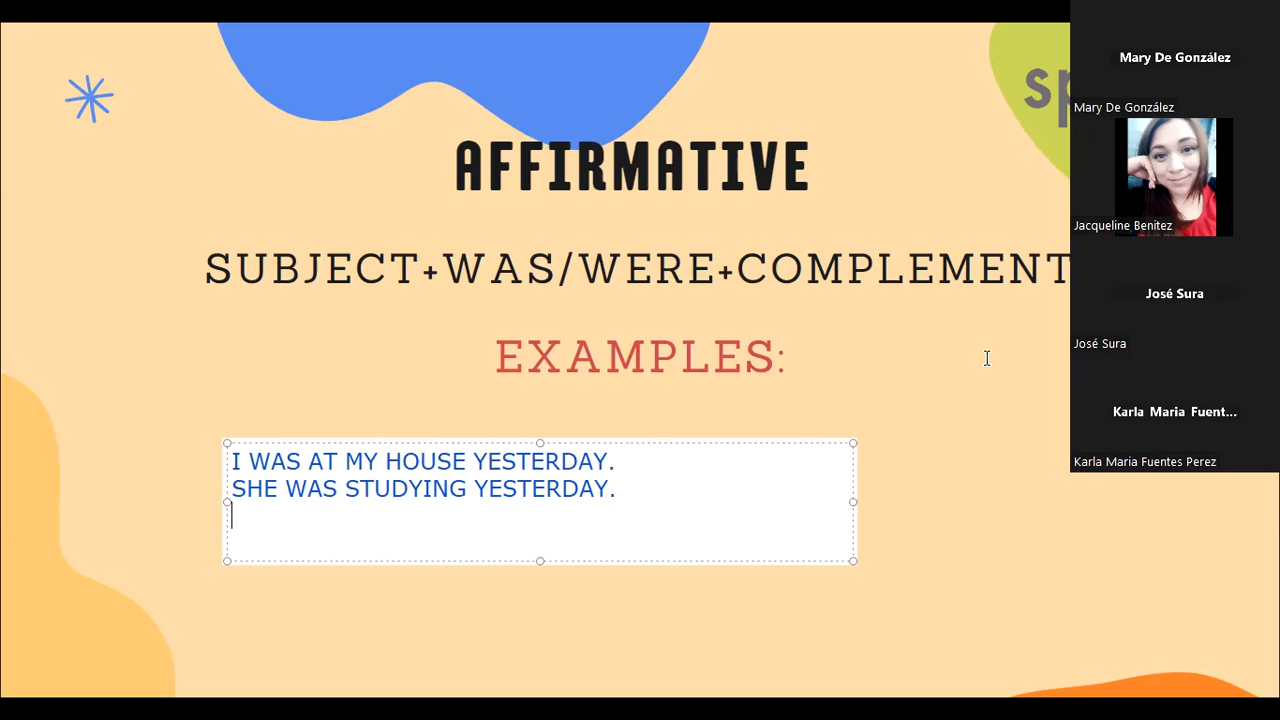 AFFIRMATIVE
SUBJECT+WAS/WERE+COMPLEMENT
EXAMPLES:
I WAS AT MY HOUSE YESTERDAY.
SHE WAS STUDYING YESTERDAY.
sp
Mary De González
Mary De González
Jacqueline Benitez
José Sura
José Sura
Karla Maria Fuent...
Karla Maria Fuentes Perez